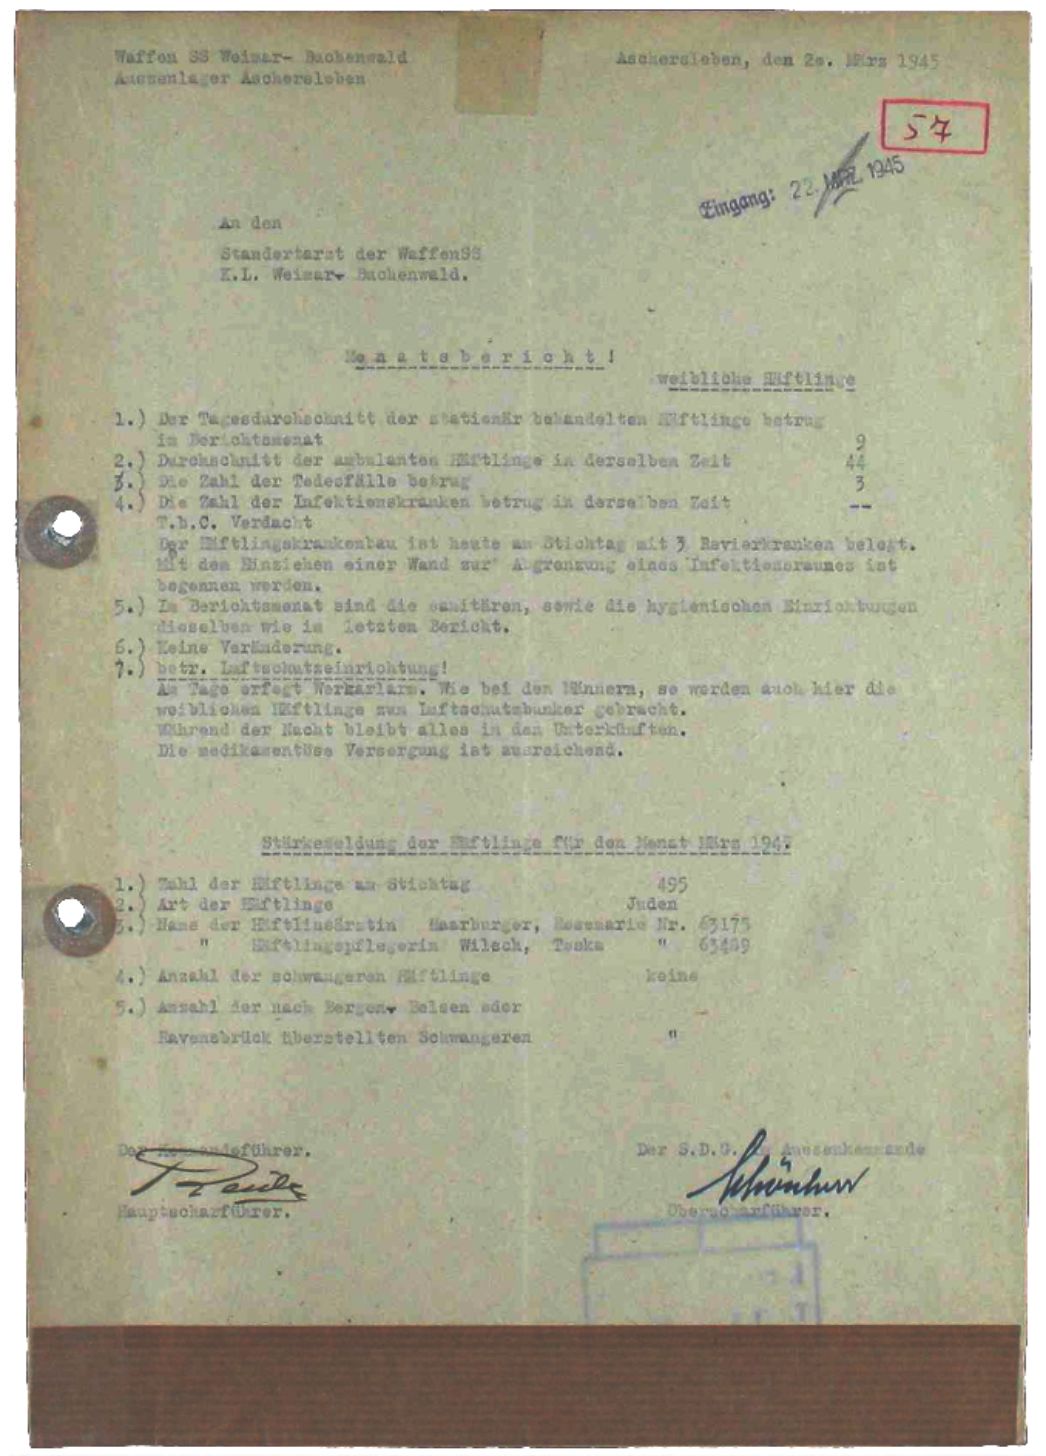 Waffen SS Weimar- Buchenwald
Aussenlager Aschersleben
Aschersleben, den 2o. März 1945
57
Eingang: 22. MRZ. 1945
An den
Standortarzt der WaffenSS
K.L. Weimar- Buchenwald.
Monatsbericht!
weibliche Häftlinge
1.) Der Tagesdurchschnitt der stationär behandelten Häftlinge betrug
im Berichtsmonat 9
2.) Durchschnitt der ambulanten Häftlinge in derselben Zeit 44
3.) Die Zahl der Todesfälle betrug 3
4.) Die Zahl der Infektionskranken betrug in derselben Zeit --
T.b.C. Verdacht
Der Häftlingskrankenbau ist heute am Stichtag mit 3 Revierkranken belegt.
Mit dem Einziehen einer Wand zur Abgrenzung eines Infektionsraumes ist
begonnen worden.
5.) Im Berichtsmonat sind die sanitären, sowie die hygienischen Einrichtungen
dieselben wie im letzten Bericht.
6.) Keine Veränderung.
7.) betr. Luftschutzeinrichtung!
Am Tage erfogt Werkarlarm. Wie bei den Männern, so werden auch hier die
weiblichen Häftlinge zum Luftschutzbunker gebracht.
Während der Nacht bleibt alles in den Unterkünften.
Die medikamentöse Versorgung ist ausreichend.
Stärkemeldung der Häftlinge für den Monat März 1945
1.) Zahl der Häftlinge am Stichtag 495
2.) Art der Häftlinge Juden
3.) Name der Häftlinsärztin Haarburger, Rosemarie Nr. 63175
" Häftlingspflegerin Wilsch, Toska " 63489
4.) Anzahl der schwangeren Häftlinge keine
5.) Anzahl der nach Bergen- Belsen oder
Ravensbrück überstellten Schwangeren "
Der Kommandoführer.
Der S.D.G. im Aussenkommando
Schönherr
Hauptscharführer.
Oberscharführer.